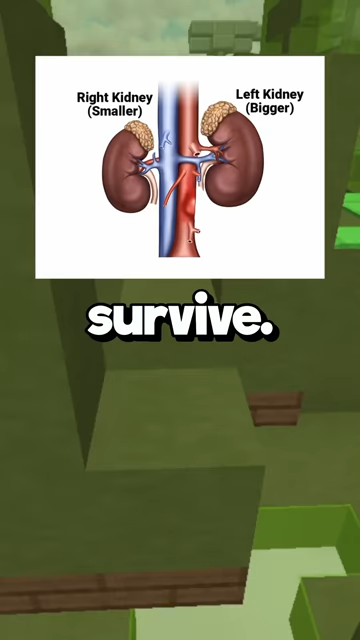 Right Kidney
(Smaller)
Left Kidney
(Bigger)
survive.